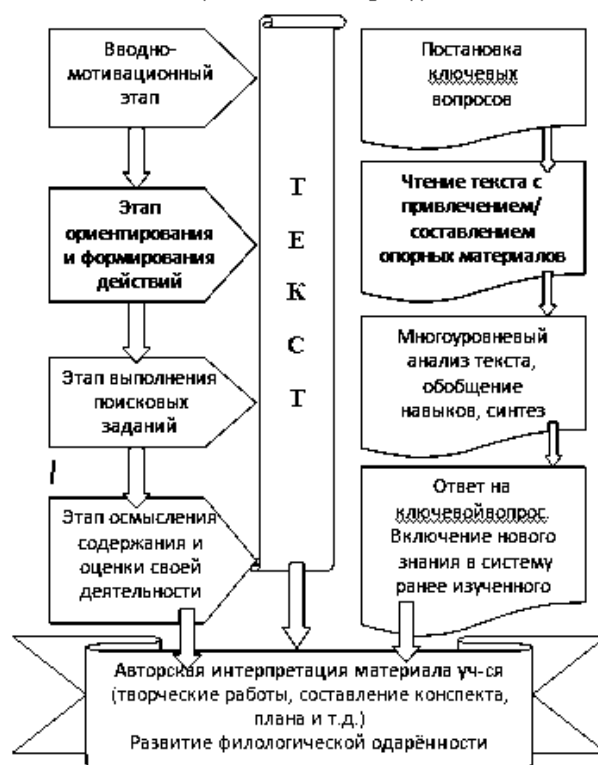 Вводно-
мотивационный
этап
Этап
ориентирования
и формирования
действий
Этап выполнения
поисковых
заданий
Этап осмысления
содержания и
оценки своей
деятельности
Т
Е
К
С
Т
Постановка
ключевых
вопросов
Чтение текста с
привлечением/
составлением
опорных материалов
Многоуровневый
анализ текста,
обобщение
навыков, синтез
Ответ на
ключевойвопрос.
Включение нового
знания в систему
ранее изученного
Авторская интерпретация материала уч-ся
(творческие работы, составление конспекта,
плана и т.д.)
Развитие филологической одарённости